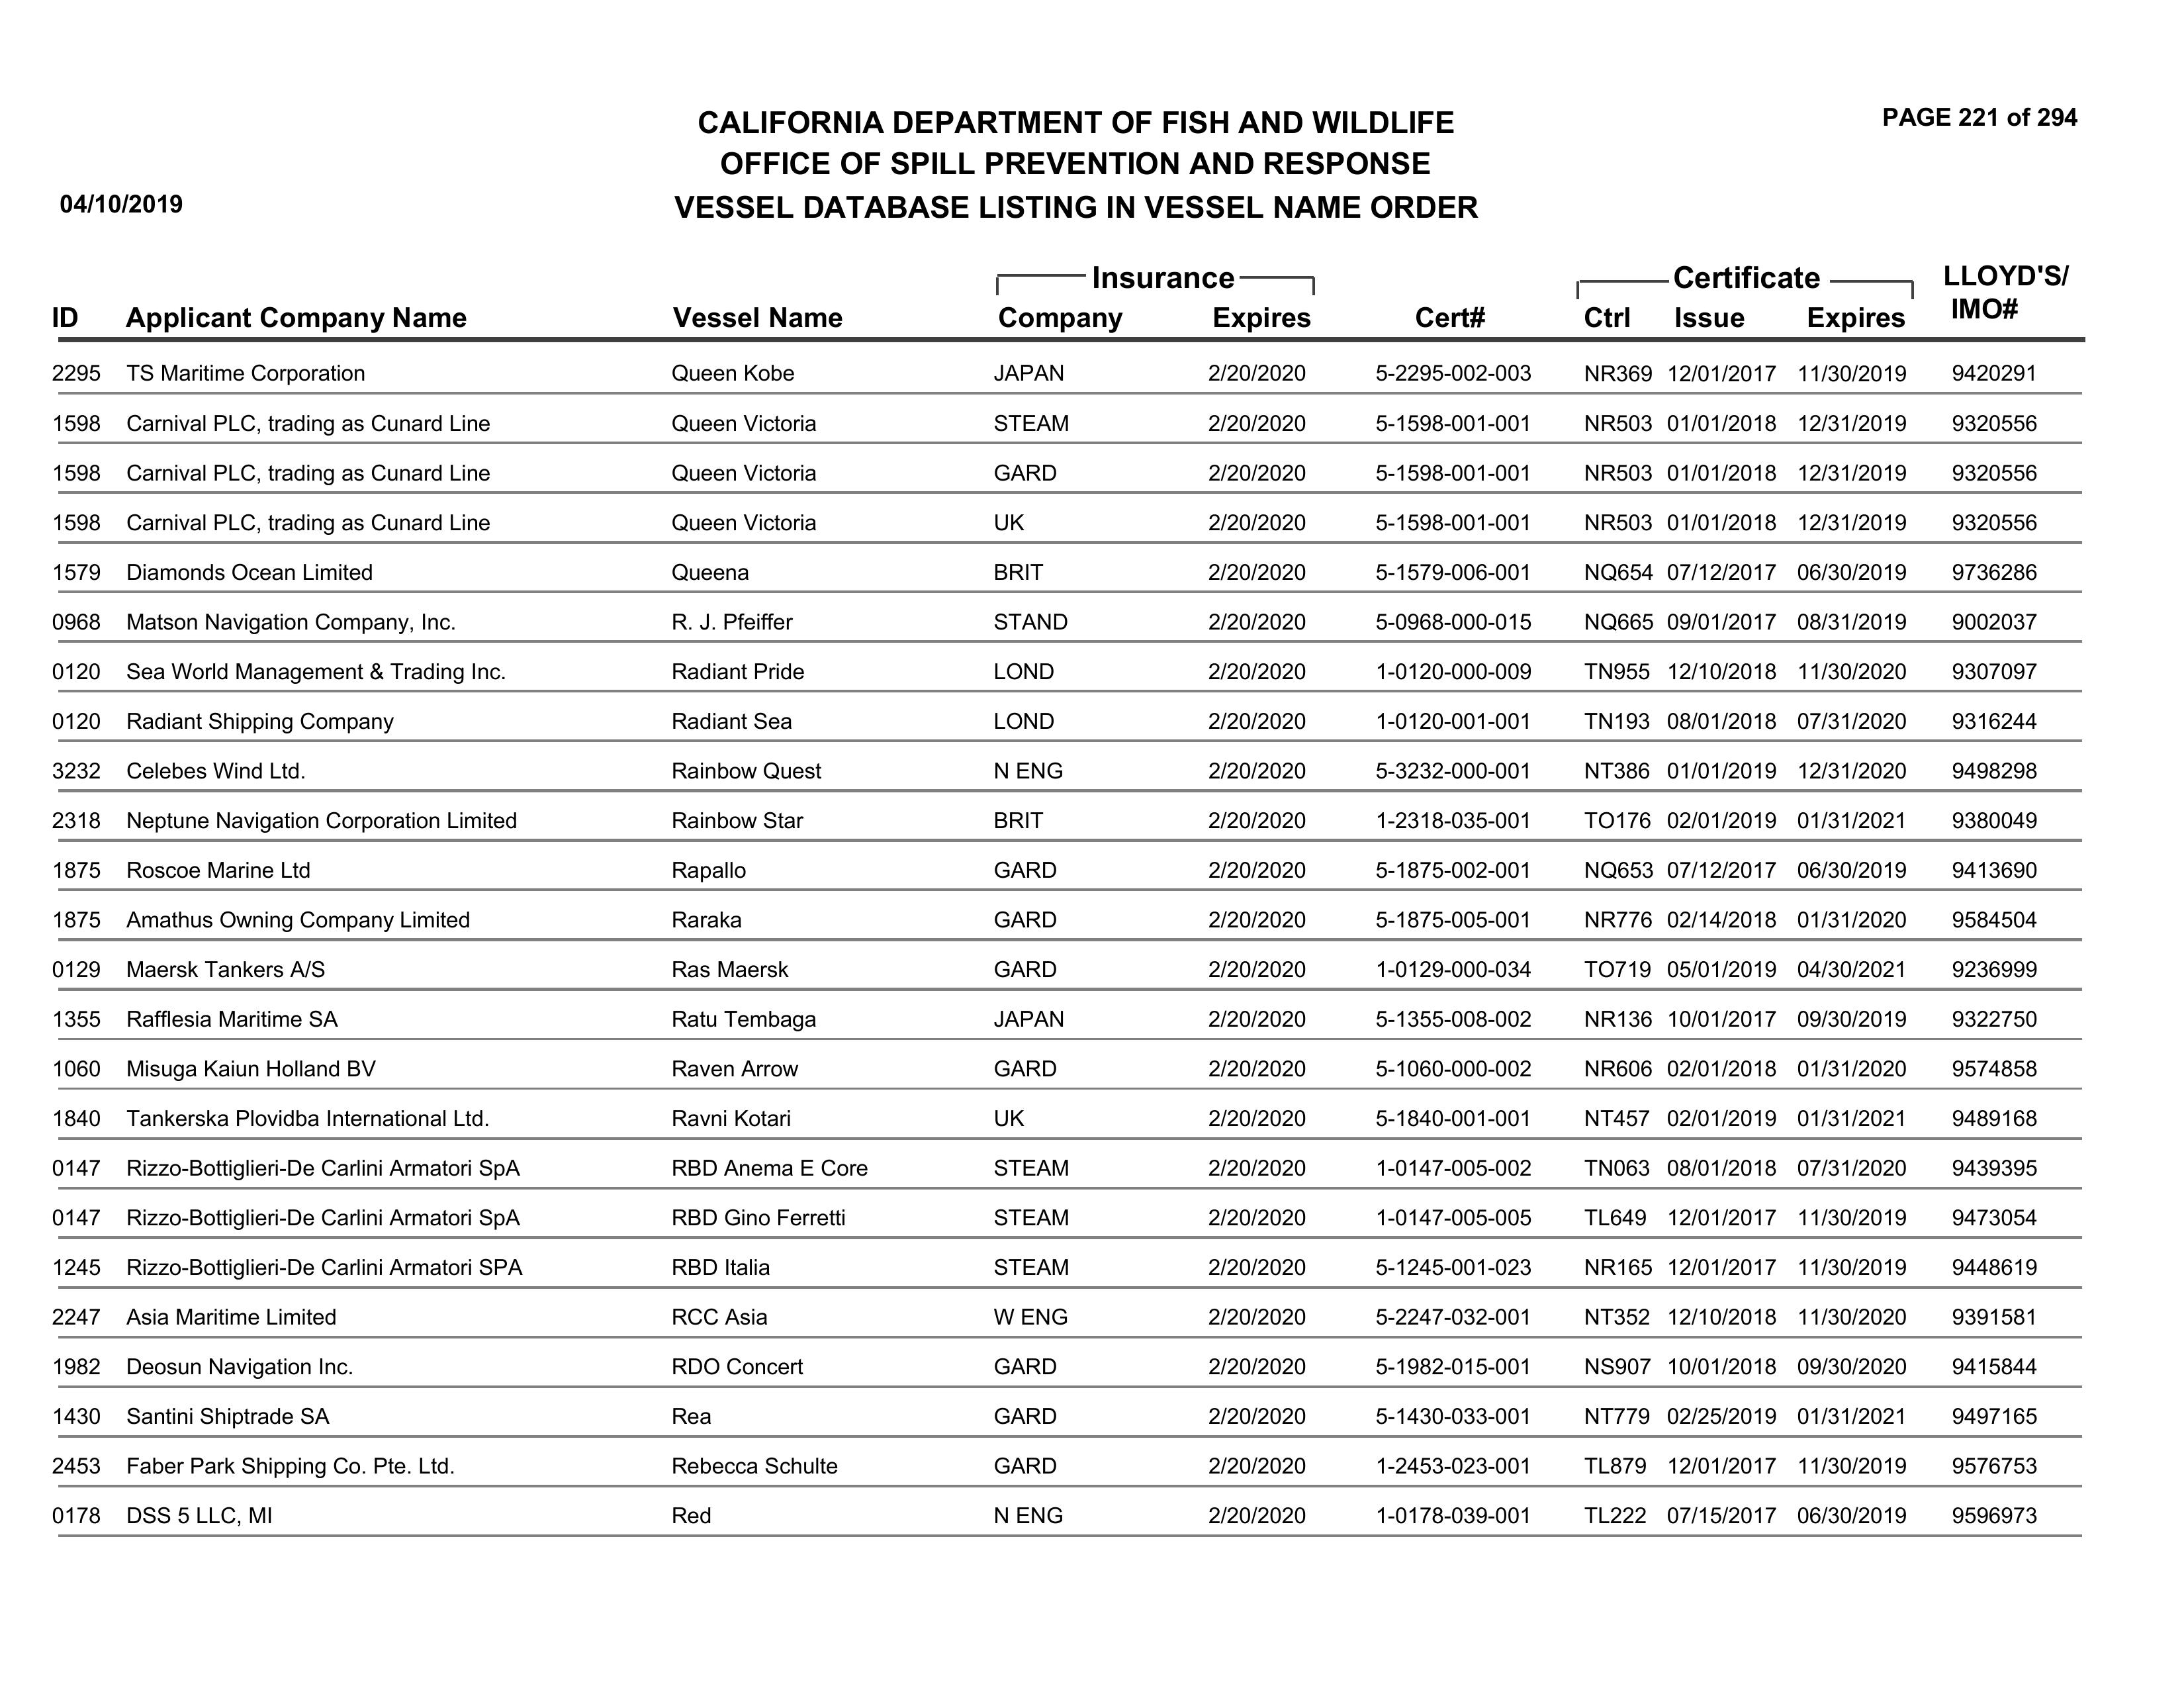 PAGE 221 of 294
CALIFORNIA DEPARTMENT OF FISH AND WILDLIFE
OFFICE OF SPILL PREVENTION AND RESPONSE
04/10/2019 VESSEL DATABASE LISTING IN VESSEL NAME ORDER
Insurance Certificate LLOYD'S/
ID Applicant Company Name Vessel Name Company Expires Cert# Ctrl Issue Expires IMO#
2295 TS Maritime Corporation Queen Kobe JAPAN 2/20/2020 5-2295-002-003 NR369 12/01/2017 11/30/2019 9420291
1598 Carnival PLC, trading as Cunard Line Queen Victoria STEAM 2/20/2020 5-1598-001-001 NR503 01/01/2018 12/31/2019 9320556
1598 Carnival PLC, trading as Cunard Line Queen Victoria GARD 2/20/2020 5-1598-001-001 NR503 01/01/2018 12/31/2019 9320556
1598 Carnival PLC, trading as Cunard Line Queen Victoria UK 2/20/2020 5-1598-001-001 NR503 01/01/2018 12/31/2019 9320556
1579 Diamonds Ocean Limited Queena BRIT 2/20/2020 5-1579-006-001 NQ654 07/12/2017 06/30/2019 9736286
0968 Matson Navigation Company, Inc. R. J. Pfeiffer STAND 2/20/2020 5-0968-000-015 NQ665 09/01/2017 08/31/2019 9002037
0120 Sea World Management & Trading Inc. Radiant Pride LOND 2/20/2020 1-0120-000-009 TN955 12/10/2018 11/30/2020 9307097
0120 Radiant Shipping Company Radiant Sea LOND 2/20/2020 1-0120-001-001 TN193 08/01/2018 07/31/2020 9316244
3232 Celebes Wind Ltd. Rainbow Quest N ENG 2/20/2020 5-3232-000-001 NT386 01/01/2019 12/31/2020 9498298
2318 Neptune Navigation Corporation Limited Rainbow Star BRIT 2/20/2020 1-2318-035-001 TO176 02/01/2019 01/31/2021 9380049
1875 Roscoe Marine Ltd Rapallo GARD 2/20/2020 5-1875-002-001 NQ653 07/12/2017 06/30/2019 9413690
1875 Amathus Owning Company Limited Raraka GARD 2/20/2020 5-1875-005-001 NR776 02/14/2018 01/31/2020 9584504
0129 Maersk Tankers A/S Ras Maersk GARD 2/20/2020 1-0129-000-034 TO719 05/01/2019 04/30/2021 9236999
1355 Rafflesia Maritime SA Ratu Tembaga JAPAN 2/20/2020 5-1355-008-002 NR136 10/01/2017 09/30/2019 9322750
1060 Misuga Kaiun Holland BV Raven Arrow GARD 2/20/2020 5-1060-000-002 NR606 02/01/2018 01/31/2020 9574858
1840 Tankerska Plovidba International Ltd. Ravni Kotari UK 2/20/2020 5-1840-001-001 NT457 02/01/2019 01/31/2021 9489168
0147 Rizzo-Bottiglieri-De Carlini Armatori SpA RBD Anema E Core STEAM 2/20/2020 1-0147-005-002 TN063 08/01/2018 07/31/2020 9439395
0147 Rizzo-Bottiglieri-De Carlini Armatori SpA RBD Gino Ferretti STEAM 2/20/2020 1-0147-005-005 TL649 12/01/2017 11/30/2019 9473054
1245 Rizzo-Bottiglieri-De Carlini Armatori SPA RBD Italia STEAM 2/20/2020 5-1245-001-023 NR165 12/01/2017 11/30/2019 9448619
2247 Asia Maritime Limited RCC Asia W ENG 2/20/2020 5-2247-032-001 NT352 12/10/2018 11/30/2020 9391581
1982 Deosun Navigation Inc. RDO Concert GARD 2/20/2020 5-1982-015-001 NS907 10/01/2018 09/30/2020 9415844
1430 Santini Shiptrade SA Rea GARD 2/20/2020 5-1430-033-001 NT779 02/25/2019 01/31/2021 9497165
2453 Faber Park Shipping Co. Pte. Ltd. Rebecca Schulte GARD 2/20/2020 1-2453-023-001 TL879 12/01/2017 11/30/2019 9576753
0178 DSS 5 LLC, MI Red N ENG 2/20/2020 1-0178-039-001 TL222 07/15/2017 06/30/2019 9596973